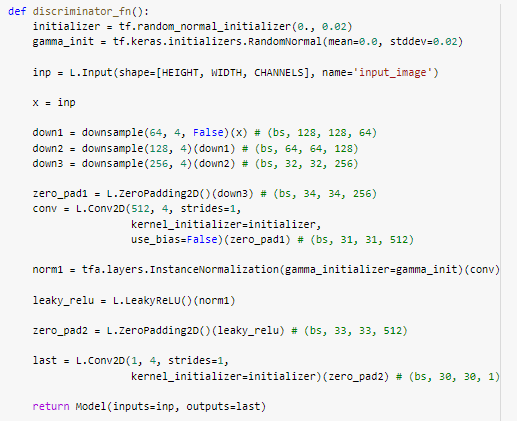 def discriminator_fn():
    initializer = tf.random_normal_initializer(0., 0.02)
    gamma_init = tf.keras.initializers.RandomNormal(mean=0.0, stddev=0.02)

    inp = L.Input(shape=[HEIGHT, WIDTH, CHANNELS], name='input_image')

    x = inp

    down1 = downsample(64, 4, False)(x) # (bs, 128, 128, 64)
    down2 = downsample(128, 4)(down1) # (bs, 64, 64, 128)
    down3 = downsample(256, 4)(down2) # (bs, 32, 32, 256)

    zero_pad1 = L.ZeroPadding2D()(down3) # (bs, 34, 34, 256)
    conv = L.Conv2D(512, 4, strides=1,
                    kernel_initializer=initializer,
                    use_bias=False)(zero_pad1) # (bs, 31, 31, 512)

    norm1 = tfa.layers.InstanceNormalization(gamma_initializer=gamma_init)(conv)

    leaky_relu = L.LeakyReLU()(norm1)

    zero_pad2 = L.ZeroPadding2D()(leaky_relu) # (bs, 33, 33, 512)

    last = L.Conv2D(1, 4, strides=1,
                    kernel_initializer=initializer)(zero_pad2) # (bs, 30, 30, 1)

    return Model(inputs=inp, outputs=last)